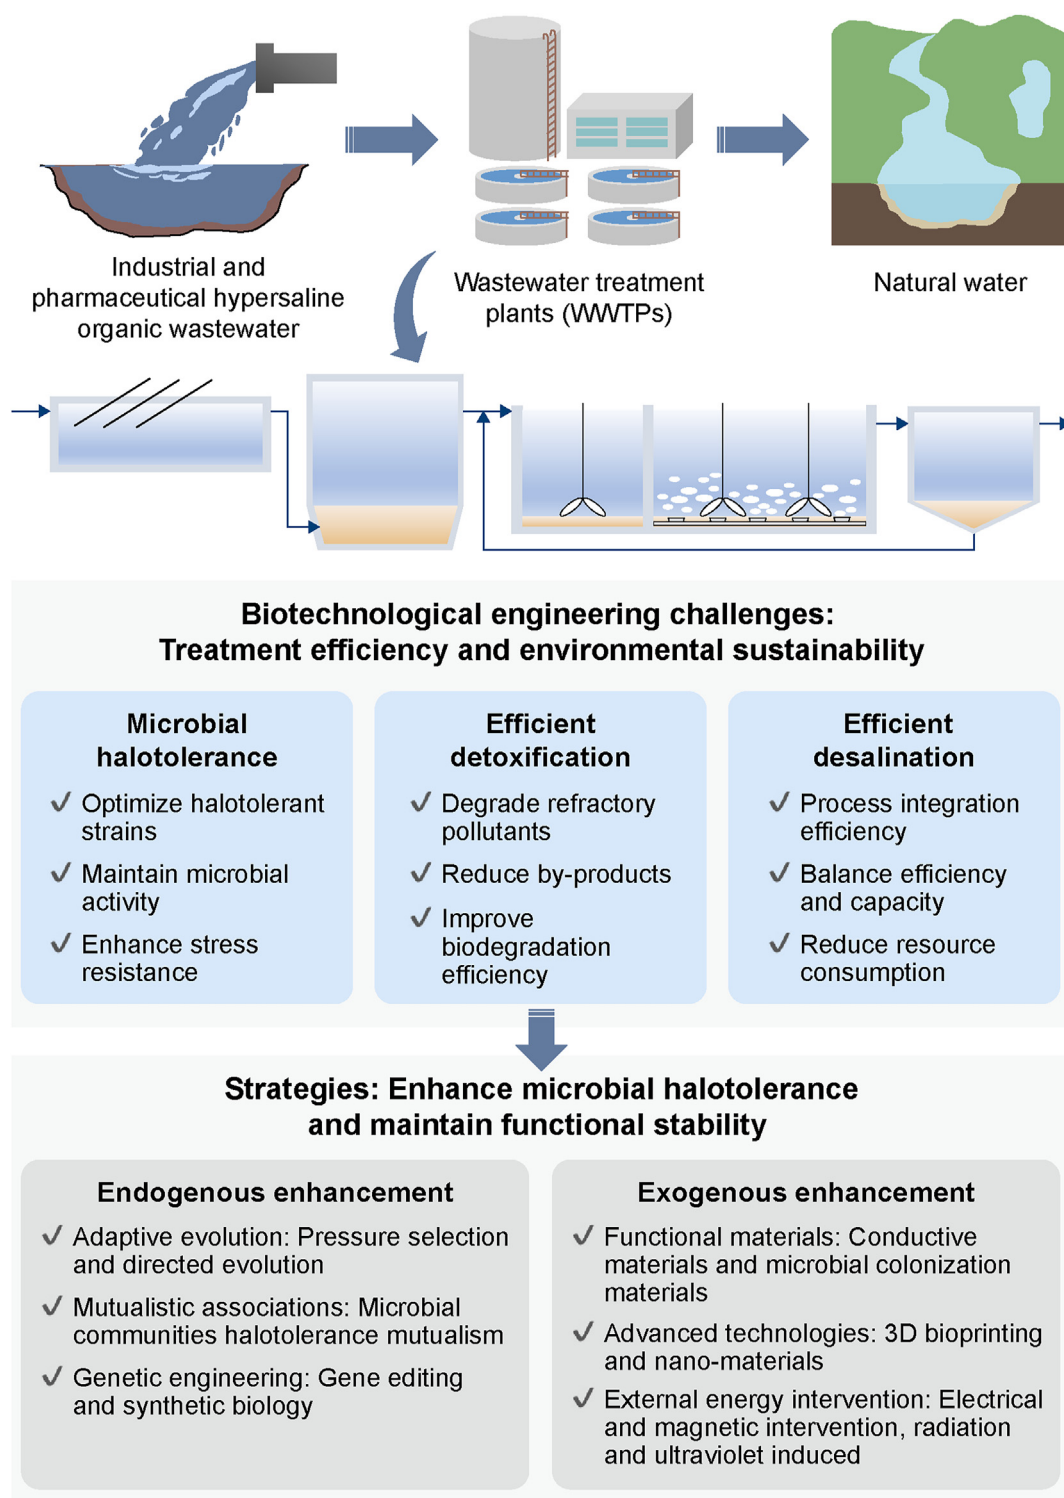 Industrial and
pharmaceutical hypersaline
organic wastewater
Wastewater treatment
plants (WWTPs)
Natural water
Biotechnological engineering challenges:
Treatment efficiency and environmental sustainability
Microbial
halotolerance
✓ Optimize halotolerant
strains
✓ Maintain microbial
activity
✓ Enhance stress
resistance
Efficient
detoxification
✓ Degrade refractory
pollutants
✓ Reduce by-products
✓ Improve
biodegradation
efficiency
Efficient
desalination
✓ Process integration
efficiency
✓ Balance efficiency
and capacity
✓ Reduce resource
consumption
Strategies: Enhance microbial halotolerance
and maintain functional stability
Endogenous enhancement
✓ Adaptive evolution: Pressure selection
and directed evolution
✓ Mutualistic associations: Microbial
communities halotolerance mutualism
✓ Genetic engineering: Gene editing
and synthetic biology
Exogenous enhancement
✓ Functional materials: Conductive
materials and microbial colonization
materials
✓ Advanced technologies: 3D bioprinting
and nano-materials
✓ External energy intervention: Electrical
and magnetic intervention, radiation
and ultraviolet induced